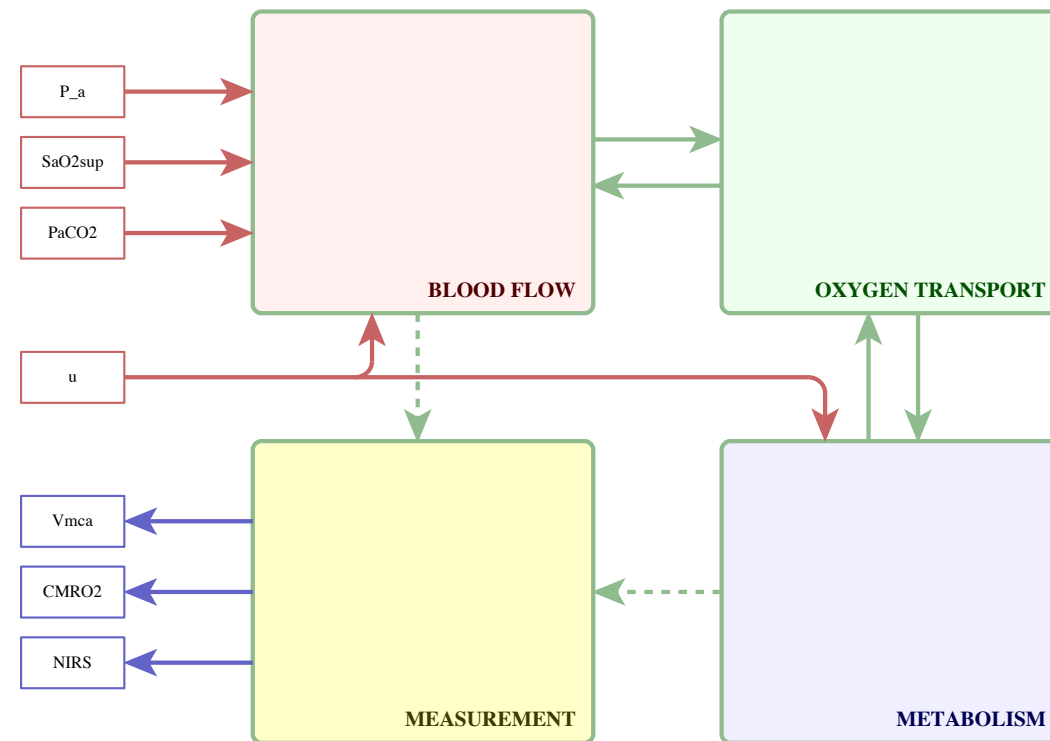 P_a
SaO2sup
PaCO2
BLOOD FLOW
OXYGEN TRANSPORT
u
Vmca
CMRO2
NIRS
MEASUREMENT
METABOLISM